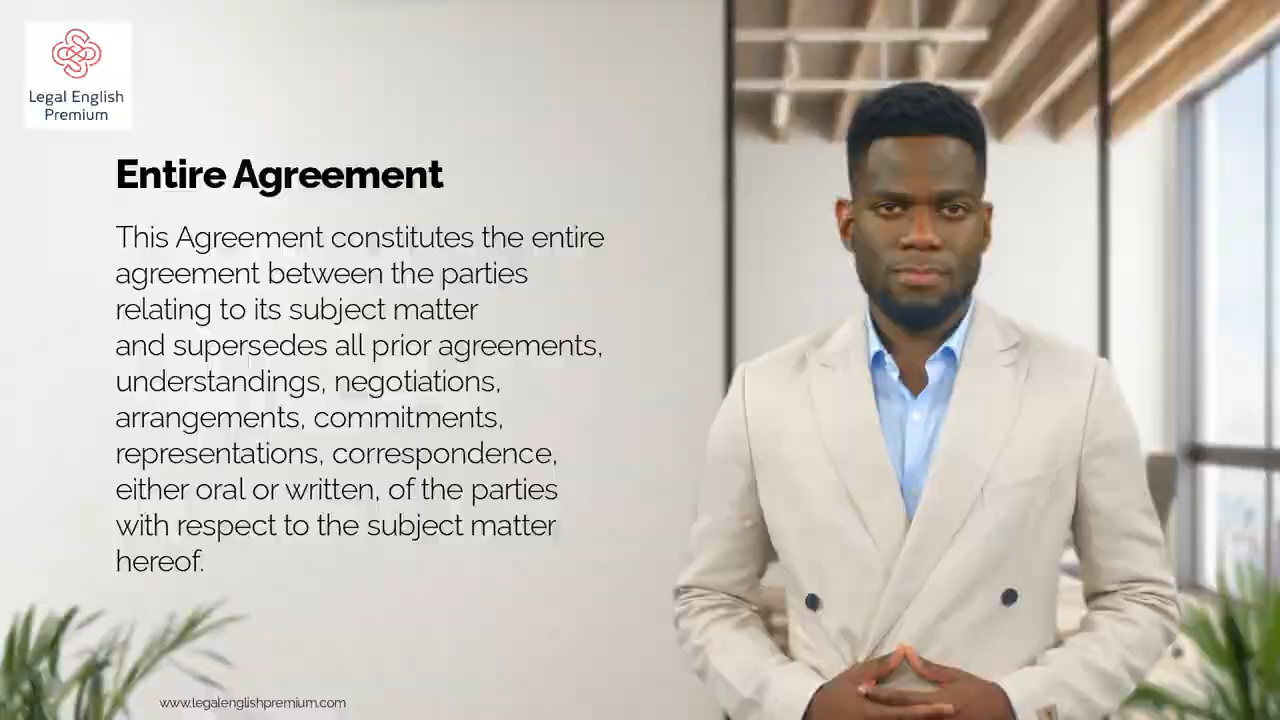 Legal English
Premium
Entire Agreement
This Agreement constitutes the entire
agreement between the parties
relating to its subject matter
and supersedes all prior agreements,
understandings, negotiations,
arrangements, commitments,
representations, correspondence,
either oral or written, of the parties
with respect to the subject matter
hereof.
www.legalenglishpremium.com